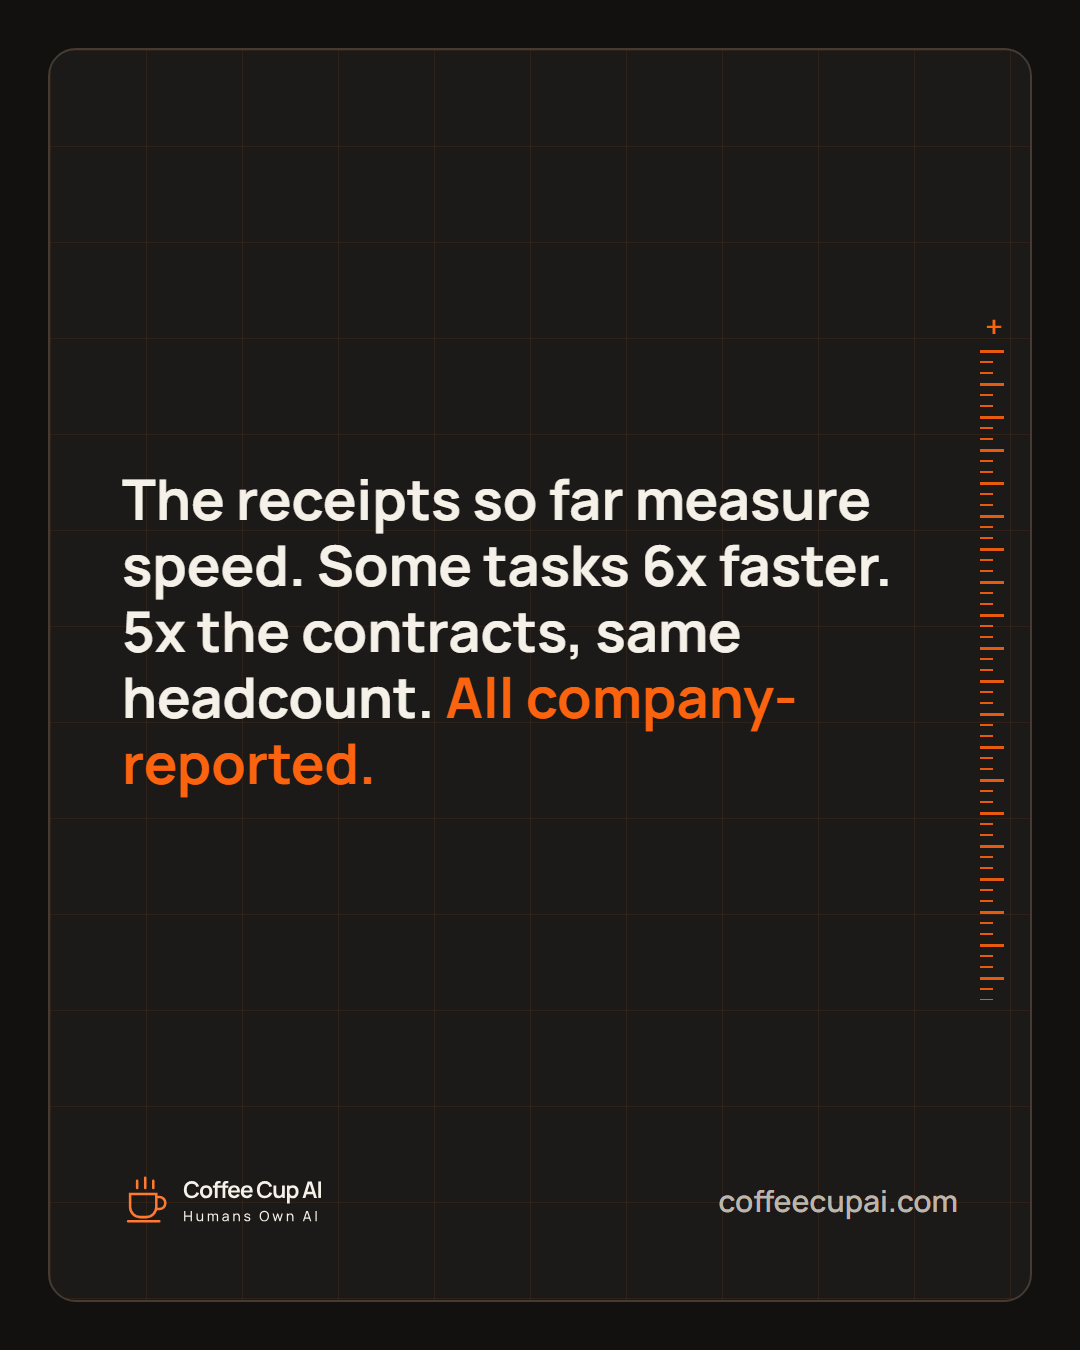 +
The receipts so far measure
speed. Some tasks 6x faster.
5x the contracts, same
headcount. All company-
reported.
Coffee Cup AI
Humans Own AI
coffeecupai.com